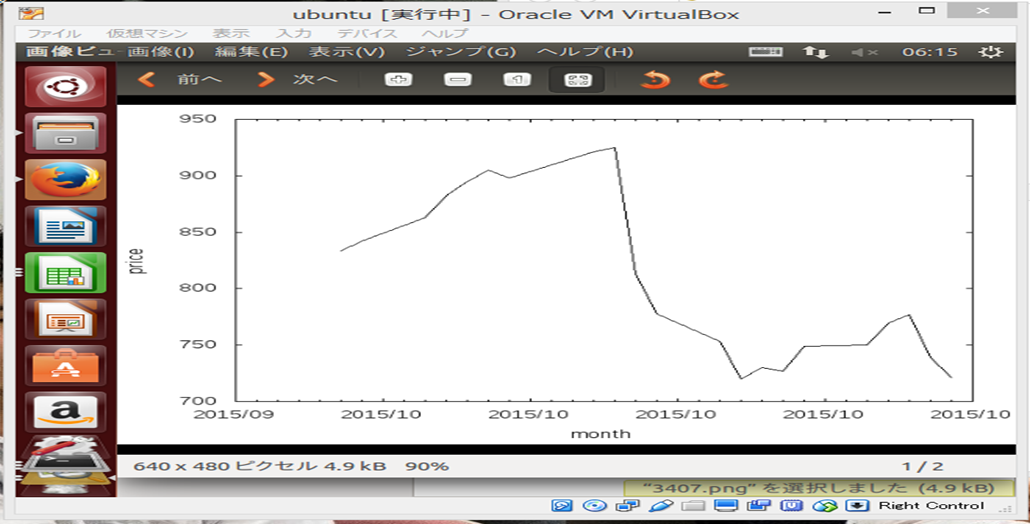 ubuntu [実行中] - Oracle VM VirtualBox
ファイル 仮想マシン 表示 入力 デバイス ヘルプ
画像ビュー 画像(I) 編集(E) 表示(V) ジャンプ(G) ヘルプ(H) 06:15
前へ 次へ
950
900
850
800
750
700
price
2015/09 2015/10 2015/10 2015/10 2015/10 2015/10
month
640 x 480 ピクセル 4.9 kB 90% 1 / 2
"3407.png" を選択しました (4.9 kB)
Right Control